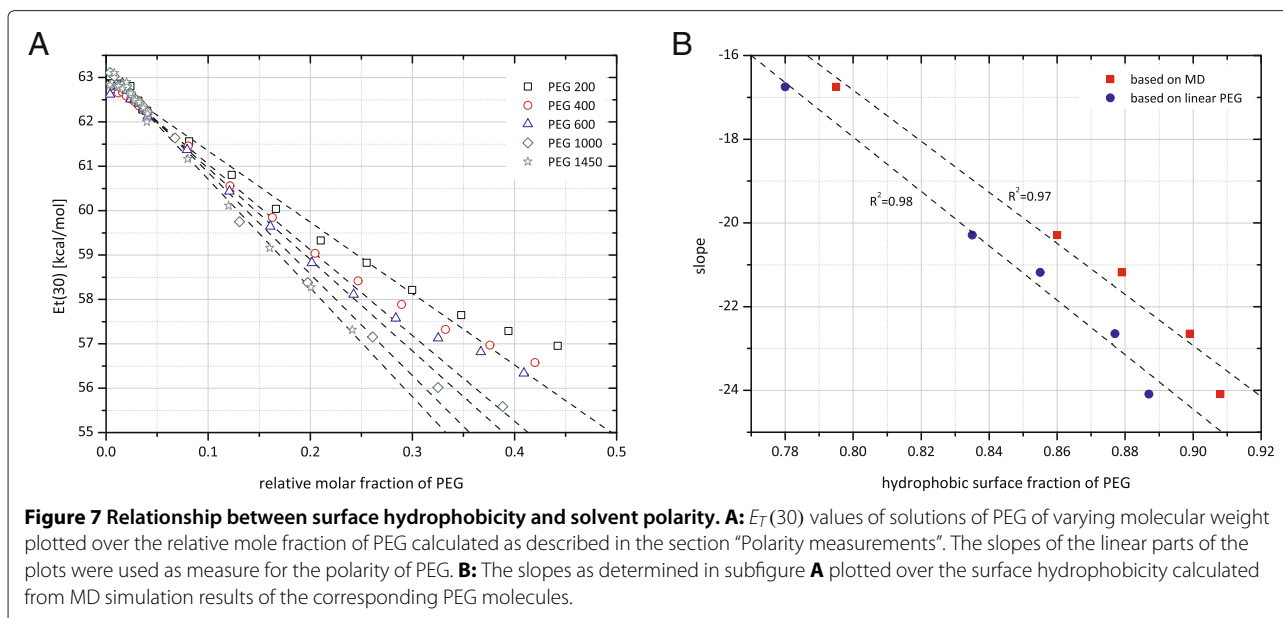 A
63
62
61
60
59
58
57
56
55
Et(30) [kcal/mol]
0.0 0.1 0.2 0.3 0.4 0.5
relative molar fraction of PEG
PEG 200
PEG 400
PEG 600
PEG 1000
PEG 1450
B
-16
-18
-20
-22
-24
slope
0.78 0.80 0.82 0.84 0.86 0.88 0.90 0.92
hydrophobic surface fraction of PEG
based on MD
based on linear PEG
R²=0.98
R²=0.97
Figure 7 Relationship between surface hydrophobicity and solvent polarity. A: E_T(30) values of solutions of PEG of varying molecular weight
plotted over the relative mole fraction of PEG calculated as described in the section “Polarity measurements”. The slopes of the linear parts of the
plots were used as measure for the polarity of PEG. B: The slopes as determined in subfigure A plotted over the surface hydrophobicity calculated
from MD simulation results of the corresponding PEG molecules.